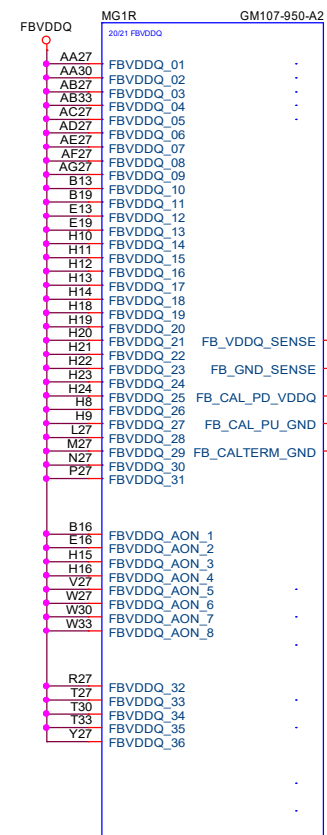 MG1R GM107-950-A2
FBVDDQ
20/21 FBVDDQ
AA27 FBVDDQ_01
AA30 FBVDDQ_02
AB27 FBVDDQ_03
AB33 FBVDDQ_04
AC27 FBVDDQ_05
AD27 FBVDDQ_06
AE27 FBVDDQ_07
AF27 FBVDDQ_08
AG27 FBVDDQ_09
B13 FBVDDQ_10
B19 FBVDDQ_11
E13 FBVDDQ_12
E19 FBVDDQ_13
H10 FBVDDQ_14
H11 FBVDDQ_15
H12 FBVDDQ_16
H13 FBVDDQ_17
H14 FBVDDQ_18
H18 FBVDDQ_19
H19 FBVDDQ_20
H20 FBVDDQ_21 FB_VDDQ_SENSE
H21 FBVDDQ_22
H22 FBVDDQ_23 FB_GND_SENSE
H23 FBVDDQ_24
H24 FBVDDQ_25 FB_CAL_PD_VDDQ
H8 FBVDDQ_26
H9 FBVDDQ_27 FB_CAL_PU_GND
L27 FBVDDQ_28
M27 FBVDDQ_29 FB_CALTERM_GND
N27 FBVDDQ_30
P27 FBVDDQ_31
B16 FBVDDQ_AON_1
E16 FBVDDQ_AON_2
H15 FBVDDQ_AON_3
H16 FBVDDQ_AON_4
V27 FBVDDQ_AON_5
W27 FBVDDQ_AON_6
W30 FBVDDQ_AON_7
W33 FBVDDQ_AON_8
R27 FBVDDQ_32
T27 FBVDDQ_33
T30 FBVDDQ_34
T33 FBVDDQ_35
Y27 FBVDDQ_36